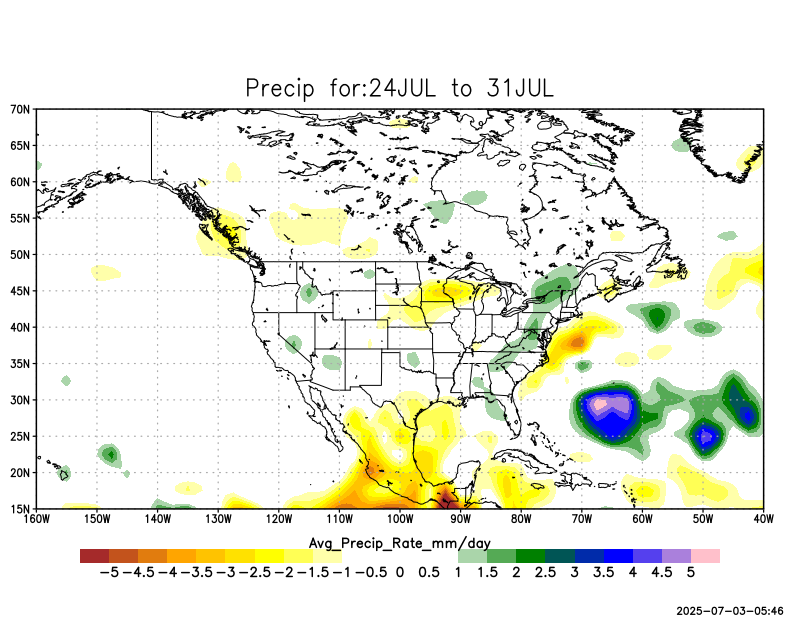 Precip for:24JUL to 31JUL
70N
65N
60N
55N
50N
45N
40N
35N
30N
25N
20N
15N
160W 150W 140W 130W 120W 110W 100W 90W 80W 70W 60W 50W 40W
Avg_Precip_Rate_mm/day
-5 -4.5 -4 -3.5 -3 -2.5 -2 -1.5 -1 -0.5 0 0.5 1 1.5 2 2.5 3 3.5 4 4.5 5
2025-07-03-05:46